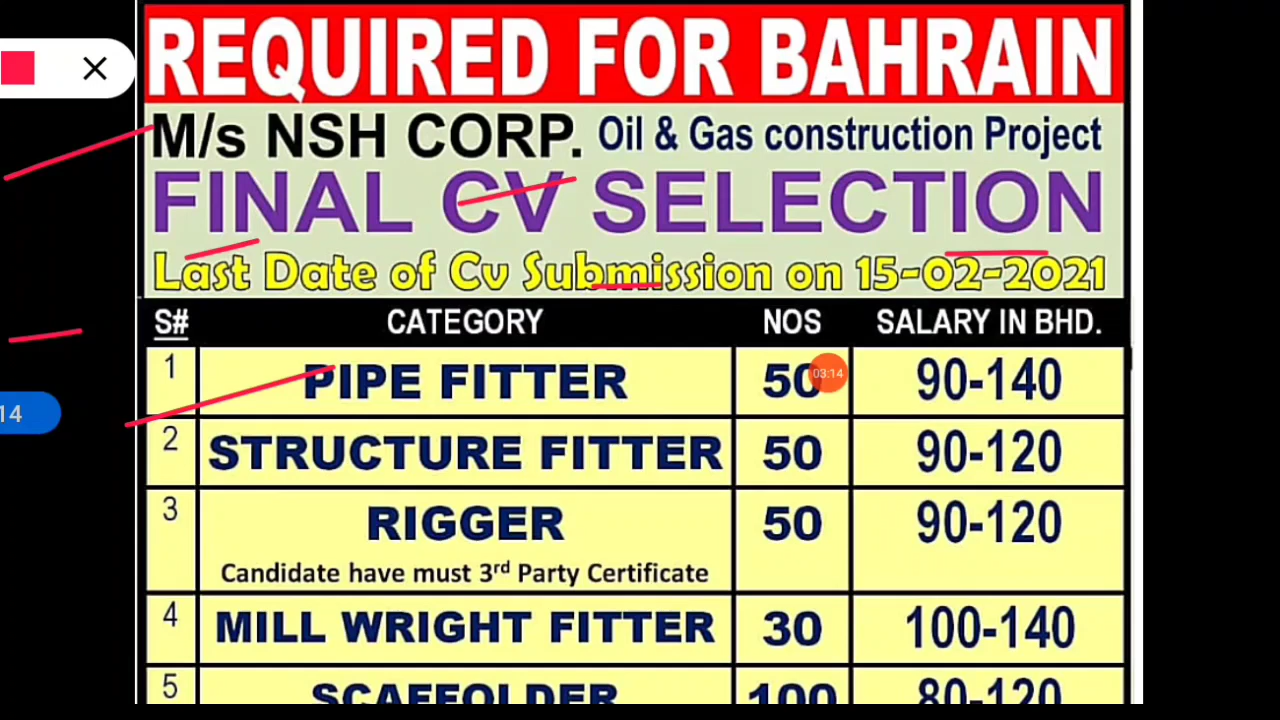 REQUIRED FOR BAHRAIN
M/s NSH CORP. Oil & Gas construction Project
FINAL CV SELECTION
Last Date of Cv Submission on 15-02-2021
S# CATEGORY NOS SALARY IN BHD.
1 PIPE FITTER 50 90-140
03:14
2 STRUCTURE FITTER 50 90-120
14
3 RIGGER 50 90-120
Candidate have must 3rd Party Certificate
4 MILL WRIGHT FITTER 30 100-140
5 SCAFFOLDER 100 80-120